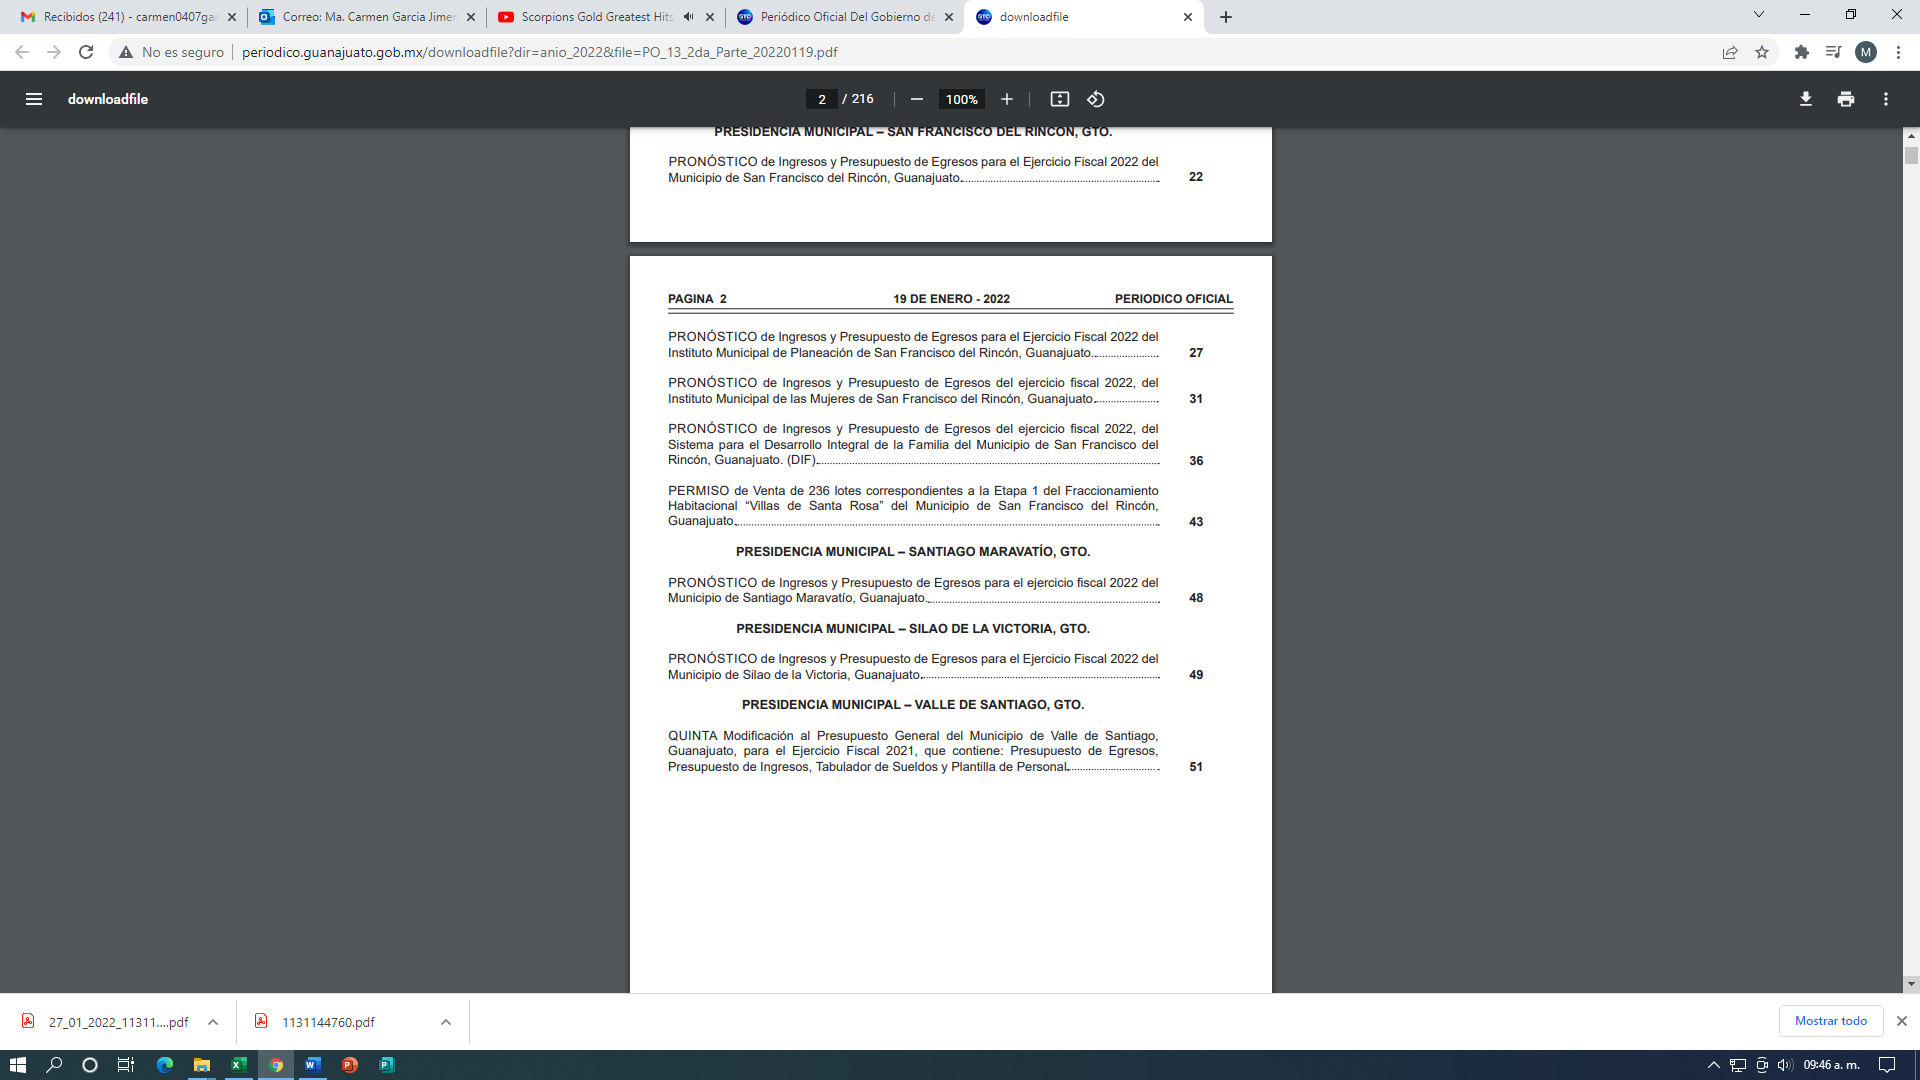 Recibidos (241) - carmen0407gar
Correo: Ma. Carmen Garcia Jimen
Scorpions Gold Greatest Hits
Periódico Oficial Del Gobierno de
downloadfile
No es seguro
periodico.guanajuato.gob.mx/downloadfile?dir=anio_2022&file=PO_13_2da_Parte_20220119.pdf
M
downloadfile
2 / 216
100%
PRESIDENCIA MUNICIPAL – SAN FRANCISCO DEL RINCÓN, GTO.
PRONÓSTICO de Ingresos y Presupuesto de Egresos para el Ejercicio Fiscal 2022 del
Municipio de San Francisco del Rincón, Guanajuato. 22
PAGINA 2 19 DE ENERO - 2022 PERIODICO OFICIAL
PRONÓSTICO de Ingresos y Presupuesto de Egresos para el Ejercicio Fiscal 2022 del
Instituto Municipal de Planeación de San Francisco del Rincón, Guanajuato. 27
PRONÓSTICO de Ingresos y Presupuesto de Egresos del ejercicio fiscal 2022, del
Instituto Municipal de las Mujeres de San Francisco del Rincón, Guanajuato. 31
PRONÓSTICO de Ingresos y Presupuesto de Egresos del ejercicio fiscal 2022, del
Sistema para el Desarrollo Integral de la Familia del Municipio de San Francisco del
Rincón, Guanajuato. (DIF). 36
PERMISO de Venta de 236 lotes correspondientes a la Etapa 1 del Fraccionamiento
Habitacional “Villas de Santa Rosa” del Municipio de San Francisco del Rincón,
Guanajuato. 43
PRESIDENCIA MUNICIPAL – SANTIAGO MARAVATÍO, GTO.
PRONÓSTICO de Ingresos y Presupuesto de Egresos para el ejercicio fiscal 2022 del
Municipio de Santiago Maravatío, Guanajuato. 48
PRESIDENCIA MUNICIPAL – SILAO DE LA VICTORIA, GTO.
PRONÓSTICO de Ingresos y Presupuesto de Egresos para el Ejercicio Fiscal 2022 del
Municipio de Silao de la Victoria, Guanajuato. 49
PRESIDENCIA MUNICIPAL – VALLE DE SANTIAGO, GTO.
QUINTA Modificación al Presupuesto General del Municipio de Valle de Santiago,
Guanajuato, para el Ejercicio Fiscal 2021, que contiene: Presupuesto de Egresos,
Presupuesto de Ingresos, Tabulador de Sueldos y Plantilla de Personal. 51
27_01_2022_11311....pdf
1131144760.pdf
Mostrar todo
09:46 a. m.